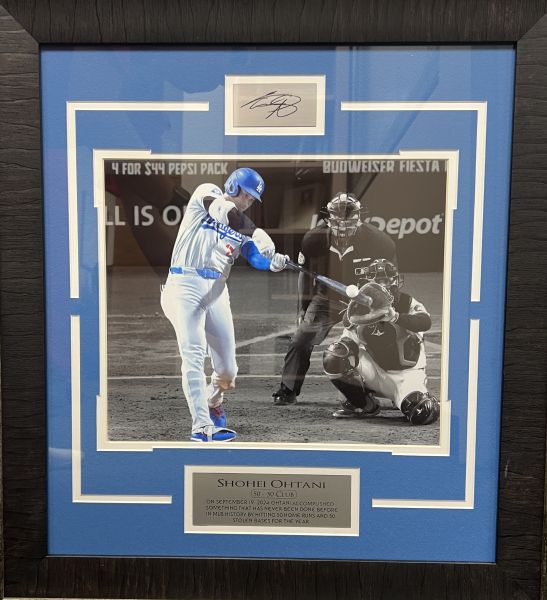 4 FOR $44 PEPSI PACK
BUDWEISER FIESTA
LL IS ON
Depot
Dodgers
SHOHEI OHTANI
50 - 50 CLUB
ON SEPTEMBER 19, 2024 OHTANI ACCOMPLISHED
SOMETHING THAT HAS NEVER BEEN DONE BEFORE
IN MLB HISTORY BY HITTING 50 HOME RUNS AND 50
STOLEN BASES FOR THE YEAR